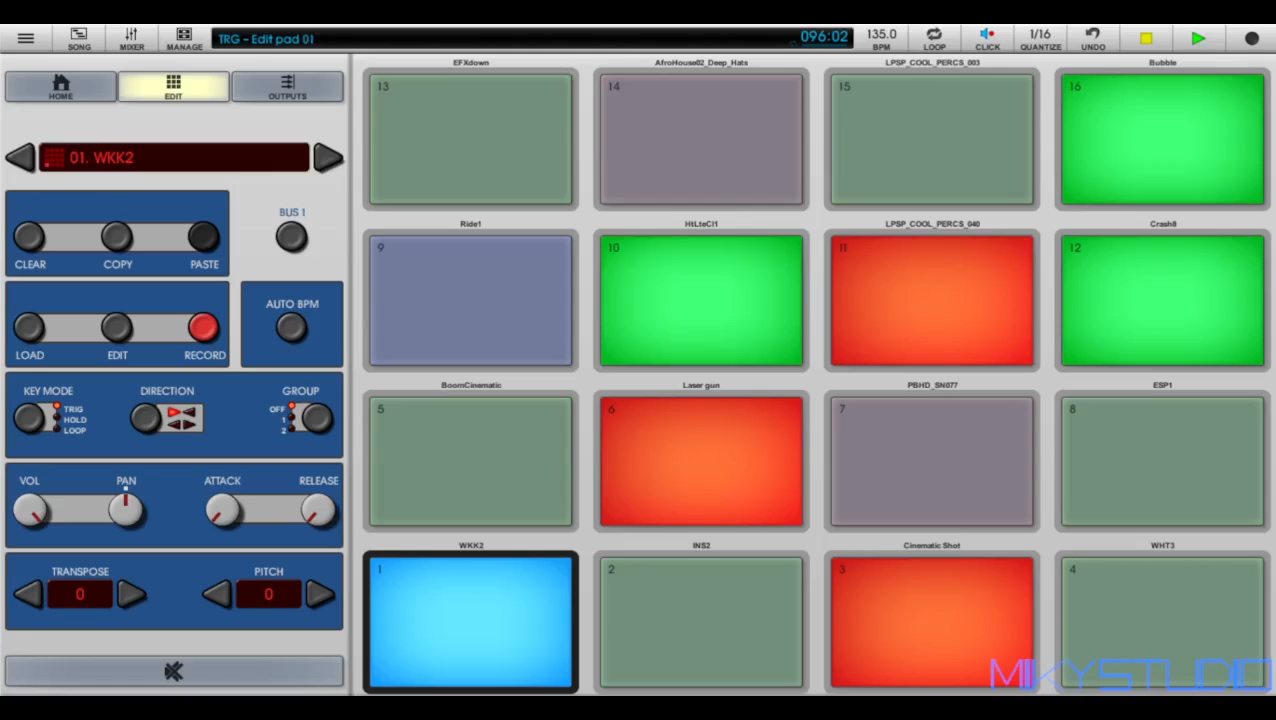 SONG
MIXER
MANAGE
TRG - Edit pad 01
096:02
135.0
BPM
LOOP
CLICK
1/16
QUANTIZE
UNDO
HOME
EDIT
OUTPUTS
01. WKK2
CLEAR
COPY
PASTE
BUS 1
LOAD
EDIT
RECORD
AUTO BPM
KEY MODE
TRIG
HOLD
LOOP
DIRECTION
GROUP
OFF
1
2
VOL
PAN
ATTACK
RELEASE
TRANSPOSE
0
PITCH
0
EFXdown
13
AfroHouse02_Deep_Hats
14
LPSP_COOL_PERCS_003
15
Bubble
16
Ride1
9
HtLteCl1
10
LPSP_COOL_PERCS_040
11
Crash8
12
BoomCinematic
5
Laser gun
6
PBHD_SN077
7
ESP1
8
WKK2
1
INS2
2
Cinematic Shot
3
WHT3
4
MIKYSTUDIO